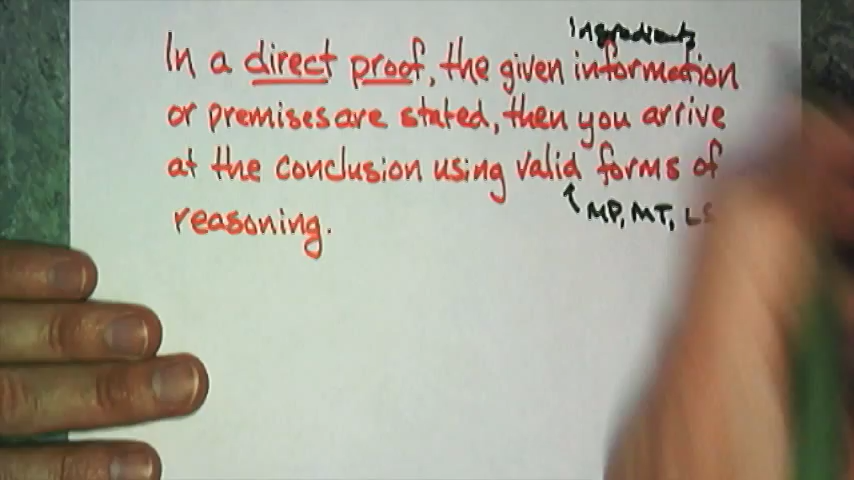 Ingredients
In a direct proof, the given information
or premises are stated, then you arrive
at the conclusion using valid forms of
reasoning.
MP, MT, LS